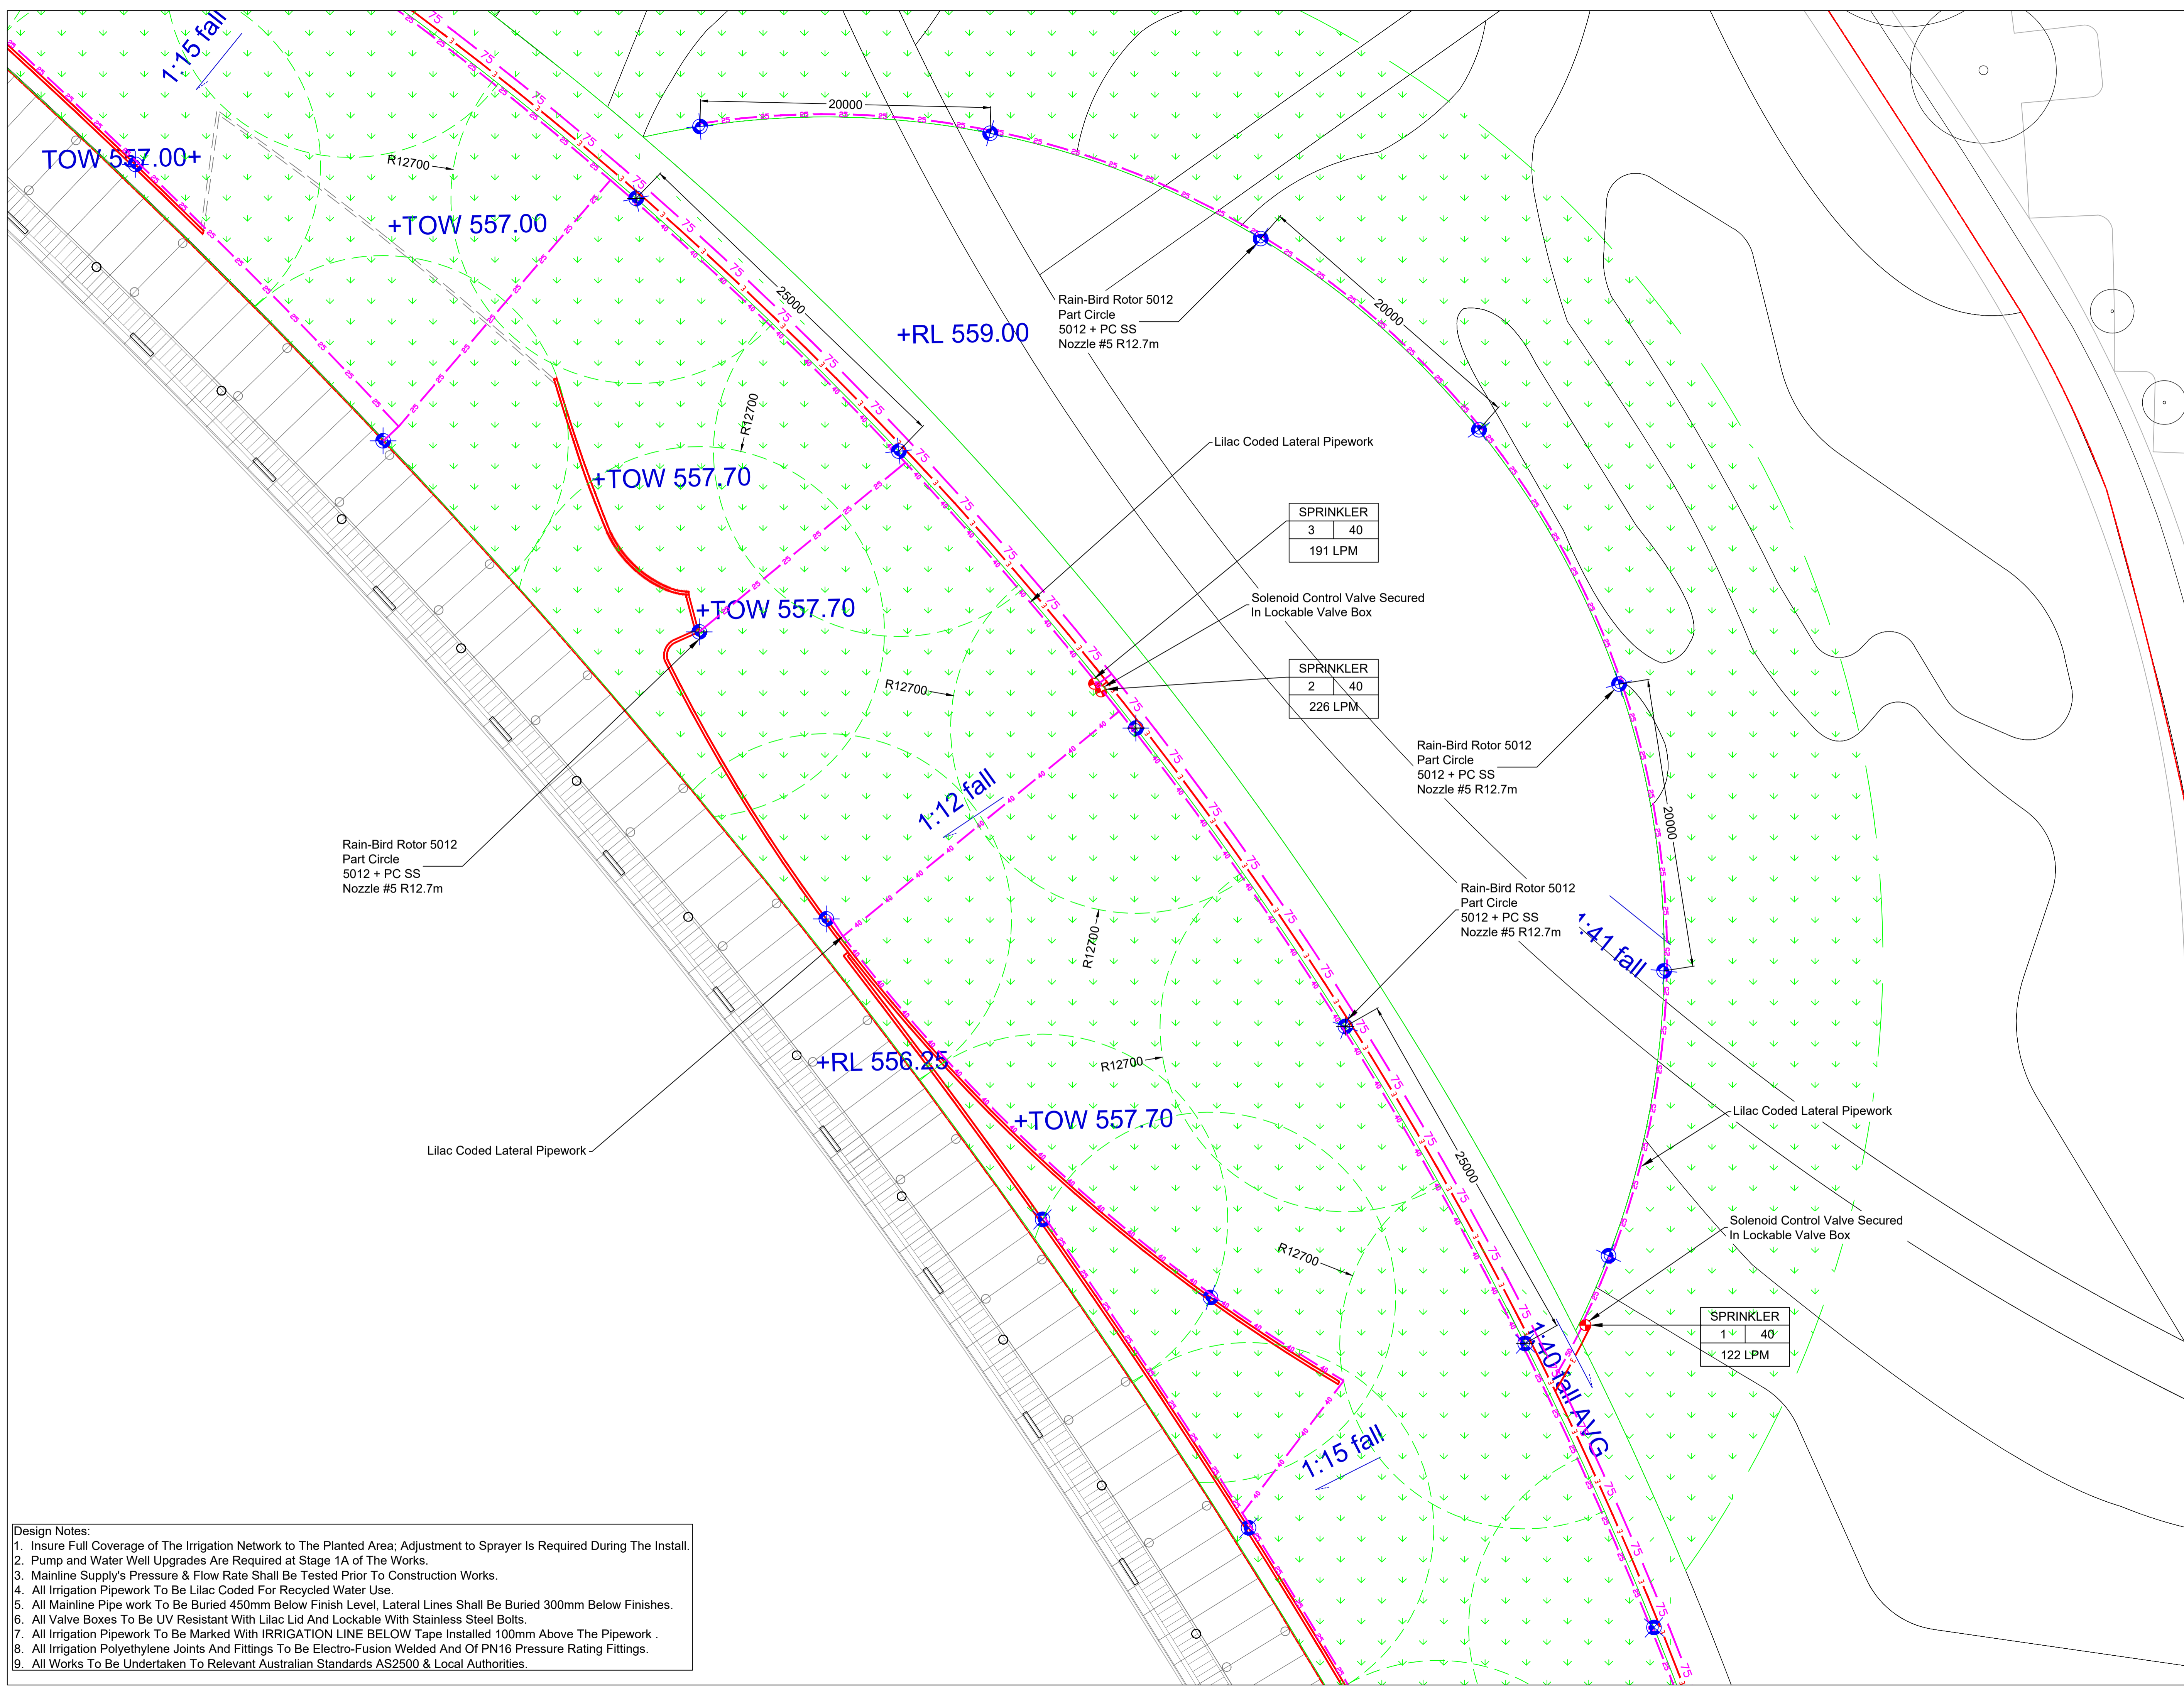 1:15 fall
TOW 557.00+
+TOW 557.00
R12700
20000
25000
+RL 559.00
Rain-Bird Rotor 5012
Part Circle
5012 + PC SS
Nozzle #5 R12.7m
20000
R12700
Lilac Coded Lateral Pipework
+TOW 557.70
SPRINKLER
3 40
191 LPM
Solenoid Control Valve Secured
In Lockable Valve Box
+TOW 557.70
SPRINKLER
2 40
226 LPM
R12700
Rain-Bird Rotor 5012
Part Circle
5012 + PC SS
Nozzle #5 R12.7m
1:12 fall
20000
Rain-Bird Rotor 5012
Part Circle
5012 + PC SS
Nozzle #5 R12.7m
Rain-Bird Rotor 5012
Part Circle
5012 + PC SS
Nozzle #5 R12.7m
1:41 fall
R12700
+RL 556.25
R12700
+TOW 557.70
Lilac Coded Lateral Pipework
Lilac Coded Lateral Pipework
25000
Solenoid Control Valve Secured
In Lockable Valve Box
R12700
SPRINKLER
1 40
122 LPM
1:40 fall AVG
1:15 fall
Design Notes:
1. Insure Full Coverage of The Irrigation Network to The Planted Area; Adjustment to Sprayer Is Required During The Install.
2. Pump and Water Well Upgrades Are Required at Stage 1A of The Works.
3. Mainline Supply's Pressure & Flow Rate Shall Be Tested Prior To Construction Works.
4. All Irrigation Pipework To Be Lilac Coded For Recycled Water Use.
5. All Mainline Pipe work To Be Buried 450mm Below Finish Level, Lateral Lines Shall Be Buried 300mm Below Finishes.
6. All Valve Boxes To Be UV Resistant With Lilac Lid And Lockable With Stainless Steel Bolts.
7. All Irrigation Pipework To Be Marked With IRRIGATION LINE BELOW Tape Installed 100mm Above The Pipework .
8. All Irrigation Polyethylene Joints And Fittings To Be Electro-Fusion Welded And Of PN16 Pressure Rating Fittings.
9. All Works To Be Undertaken To Relevant Australian Standards AS2500 & Local Authorities.